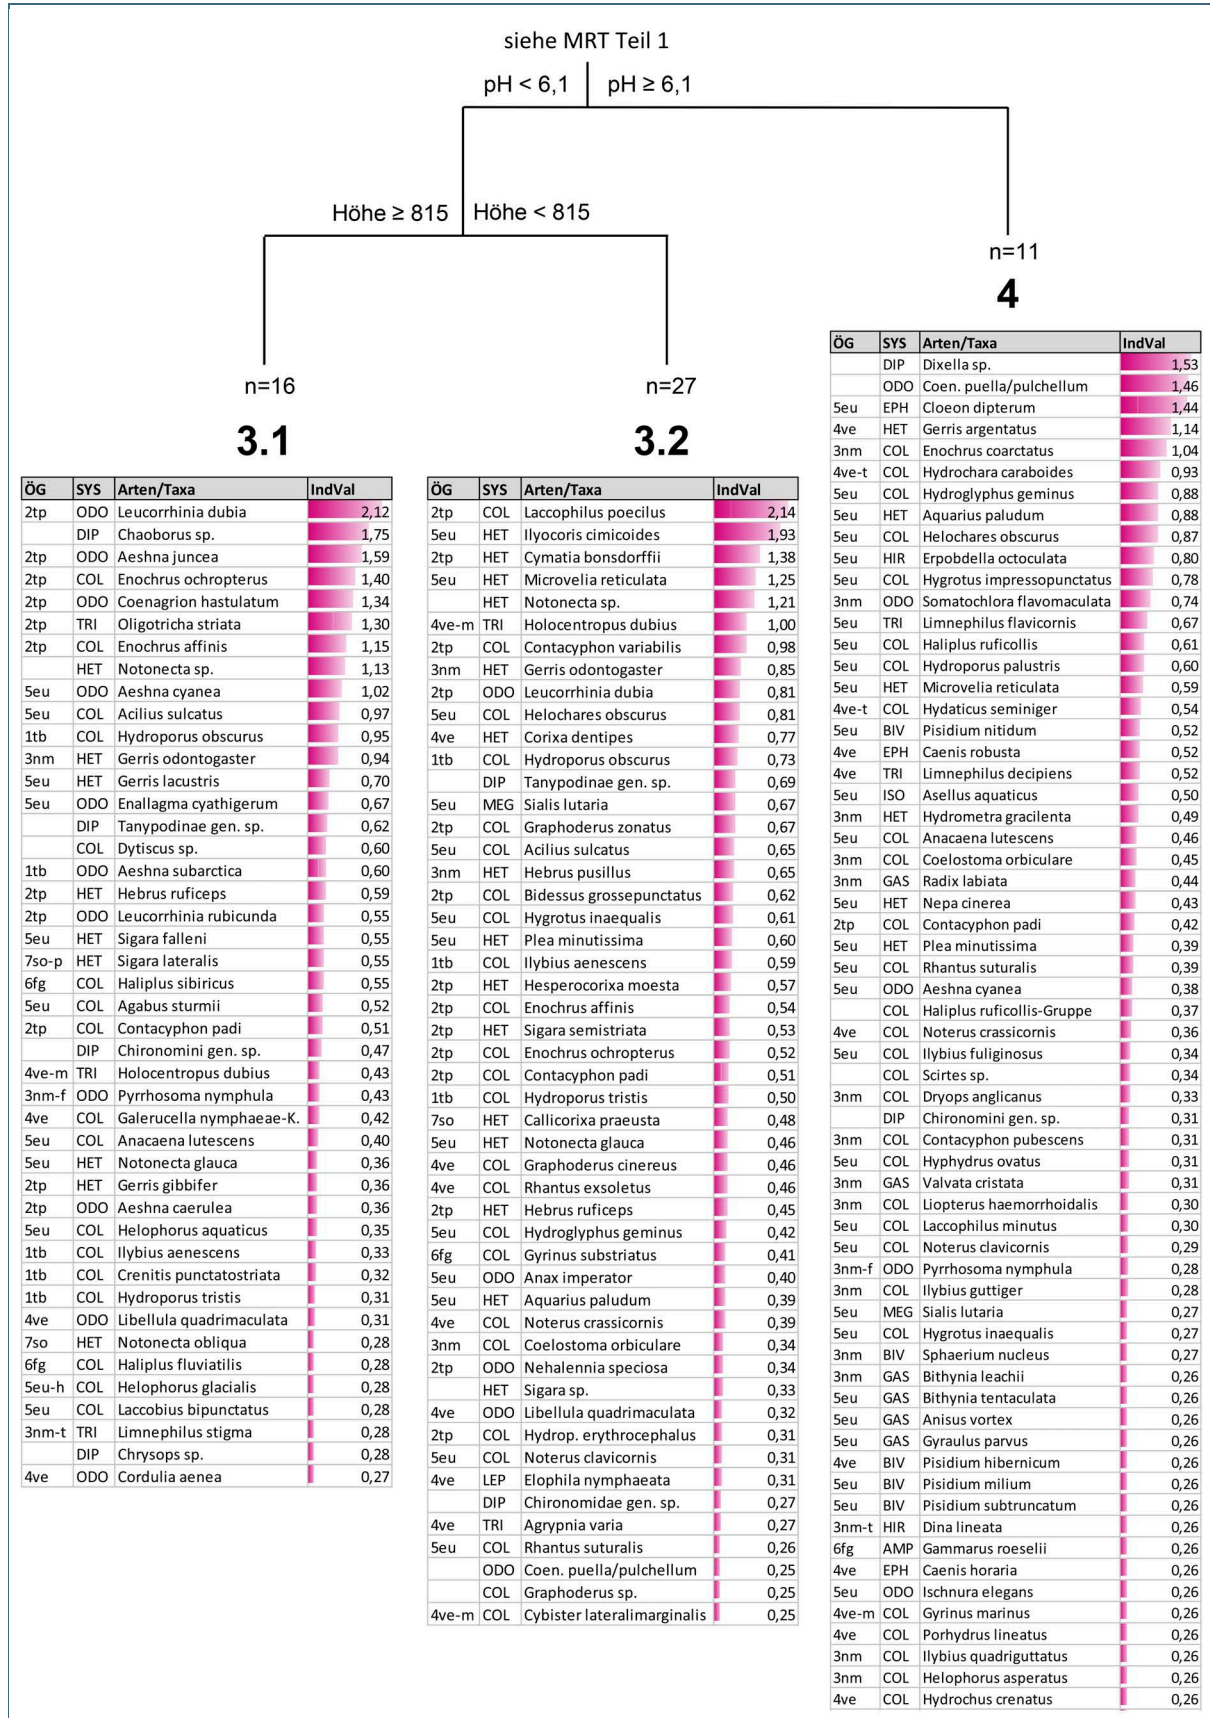 siehe MRT Teil 1
pH < 6,1 pH ≥ 6,1
Höhe ≥ 815 Höhe < 815
n=16
3.1
ÖG SYS Arten/Taxa IndVal
2tp ODO Leucorrhinia dubia 2,12
DIP Chaoborus sp. 1,75
2tp ODO Aeshna juncea 1,59
2tp COL Enochrus ochropterus 1,40
2tp ODO Coenagrion hastulatum 1,34
2tp TRI Oligotricha striata 1,30
2tp COL Enochrus affinis 1,15
HET Notonecta sp. 1,13
5eu ODO Aeshna cyanea 1,02
5eu COL Acilius sulcatus 0,97
1tb COL Hydroporus obscurus 0,95
3nm HET Gerris odontogaster 0,94
5eu HET Gerris lacustris 0,70
5eu ODO Enallagma cyathigerum 0,67
DIP Tanypodinae gen. sp. 0,62
COL Dytiscus sp. 0,60
1tb ODO Aeshna subarctica 0,60
2tp HET Hebrus ruficeps 0,59
2tp ODO Leucorrhinia rubicunda 0,55
5eu HET Sigara falleni 0,55
7so-p HET Sigara lateralis 0,55
6fg COL Haliplus sibiricus 0,55
5eu COL Agabus sturmii 0,52
2tp COL Contacyphon padi 0,51
DIP Chironomini gen. sp. 0,47
4ve-m TRI Holocentropus dubius 0,43
3nm-f ODO Pyrrhosoma nymphula 0,43
4ve COL Galerucella nymphaeae-K. 0,42
5eu COL Anacaena lutescens 0,40
5eu HET Notonecta glauca 0,36
2tp HET Gerris gibbifer 0,36
2tp ODO Aeshna caerulea 0,36
5eu COL Helophorus aquaticus 0,35
1tb COL Ilybius aenescens 0,33
1tb COL Crenitis punctatostriata 0,32
1tb COL Hydroporus tristis 0,31
4ve ODO Libellula quadrimaculata 0,31
7so HET Notonecta obliqua 0,28
6fg COL Haliplus fluviatilis 0,28
5eu-h COL Helophorus glacialis 0,28
5eu COL Laccobius bipunctatus 0,28
3nm-t TRI Limnephilus stigma 0,28
DIP Chrysops sp. 0,28
4ve ODO Cordulia aenea 0,27
n=27
3.2
ÖG SYS Arten/Taxa IndVal
2tp COL Laccophilus poecilus 2,14
5eu HET Ilyocoris cimicoides 1,93
2tp HET Cymatia bonsdorffii 1,38
5eu HET Microvelia reticulata 1,25
HET Notonecta sp. 1,21
4ve-m TRI Holocentropus dubius 1,00
2tp COL Contacyphon variabilis 0,98
3nm HET Gerris odontogaster 0,85
2tp ODO Leucorrhinia dubia 0,81
5eu COL Helochares obscurus 0,81
4ve HET Corixa dentipes 0,77
1tb COL Hydroporus obscurus 0,73
DIP Tanypodinae gen. sp. 0,69
5eu MEG Sialis lutaria 0,67
2tp COL Graphoderus zonatus 0,67
5eu COL Acilius sulcatus 0,65
3nm HET Hebrus pusillus 0,65
2tp COL Bidessus grossepunctatus 0,62
5eu COL Hygrotus inaequalis 0,61
5eu HET Plea minutissima 0,60
1tb COL Ilybius aenescens 0,59
2tp HET Hesperocorixa moesta 0,57
2tp COL Enochrus affinis 0,54
2tp HET Sigara semistriata 0,53
2tp COL Enochrus ochropterus 0,52
2tp COL Contacyphon padi 0,51
1tb COL Hydroporus tristis 0,50
7so HET Callicorixa praeusta 0,48
5eu HET Notonecta glauca 0,46
4ve COL Graphoderus cinereus 0,46
4ve COL Rhantus exsoletus 0,46
2tp HET Hebrus ruficeps 0,45
5eu COL Hydroglyphus geminus 0,42
6fg COL Gyrinus substriatus 0,41
5eu ODO Anax imperator 0,40
5eu HET Aquarius paludum 0,39
4ve COL Noterus crassicornis 0,39
3nm COL Coelostoma orbiculare 0,34
2tp ODO Nehalennia speciosa 0,34
HET Sigara sp. 0,33
4ve ODO Libellula quadrimaculata 0,32
2tp COL Hydrop. erythrocephalus 0,31
5eu COL Noterus clavicornis 0,31
4ve LEP Elophila nymphaeata 0,31
DIP Chironomidae gen. sp. 0,27
4ve TRI Agrypnia varia 0,27
5eu COL Rhantus suturalis 0,26
ODO Coen. puella/pulchellum 0,25
COL Graphoderus sp. 0,25
4ve-m COL Cybister lateralimarginalis 0,25
n=11
4
ÖG SYS Arten/Taxa IndVal
DIP Dixella sp. 1,53
ODO Coen. puella/pulchellum 1,46
5eu EPH Cloeon dipterum 1,44
4ve HET Gerris argentatus 1,14
3nm COL Enochrus coarctatus 1,04
4ve-t COL Hydrochara caraboides 0,93
5eu COL Hydroglyphus geminus 0,88
5eu HET Aquarius paludum 0,88
5eu COL Helochares obscurus 0,87
5eu HIR Erpobdella octoculata 0,80
5eu COL Hygrotus impressopunctatus 0,78
3nm ODO Somatochlora flavomaculata 0,74
5eu TRI Limnephilus flavicornis 0,67
5eu COL Haliplus ruficollis 0,61
5eu COL Hydroporus palustris 0,60
5eu HET Microvelia reticulata 0,59
4ve-t COL Hydaticus seminiger 0,54
5eu BIV Pisidium nitidum 0,52
4ve EPH Caenis robusta 0,52
4ve TRI Limnephilus decipiens 0,52
5eu ISO Asellus aquaticus 0,50
3nm HET Hydrometra gracilenta 0,49
5eu COL Anacaena lutescens 0,46
3nm COL Coelostoma orbiculare 0,45
3nm GAS Radix labiata 0,44
5eu HET Nepa cinerea 0,43
2tp COL Contacyphon padi 0,42
5eu HET Plea minutissima 0,39
5eu COL Rhantus suturalis 0,39
5eu ODO Aeshna cyanea 0,38
COL Haliplus ruficollis-Gruppe 0,37
4ve COL Noterus crassicornis 0,36
5eu COL Ilybius fuliginosus 0,34
COL Scirtes sp. 0,34
3nm COL Dryops anglicanus 0,33
DIP Chironomini gen. sp. 0,31
3nm COL Contacyphon pubescens 0,31
5eu COL Hyphydrus ovatus 0,31
3nm GAS Valvata cristata 0,31
3nm COL Liopterus haemorrhoidalis 0,30
5eu COL Laccophilus minutus 0,30
5eu COL Noterus clavicornis 0,29
3nm-f ODO Pyrrhosoma nymphula 0,28
3nm COL Ilybius guttiger 0,28
5eu MEG Sialis lutaria 0,27
5eu COL Hygrotus inaequalis 0,27
3nm BIV Sphaerium nucleus 0,27
3nm GAS Bithynia leachii 0,26
5eu GAS Bithynia tentaculata 0,26
5eu GAS Anisus vortex 0,26
5eu GAS Gyraulus parvus 0,26
4ve BIV Pisidium hibernicum 0,26
5eu BIV Pisidium milium 0,26
5eu BIV Pisidium subtruncatum 0,26
3nm-t HIR Dina lineata 0,26
6fg AMP Gammarus roeselii 0,26
4ve EPH Caenis horaria 0,26
5eu ODO Ischnura elegans 0,26
4ve-m COL Gyrinus marinus 0,26
4ve COL Porhydrus lineatus 0,26
3nm COL Ilybius quadriguttatus 0,26
3nm COL Helophorus asperatus 0,26
4ve COL Hydrochus crenatus 0,26